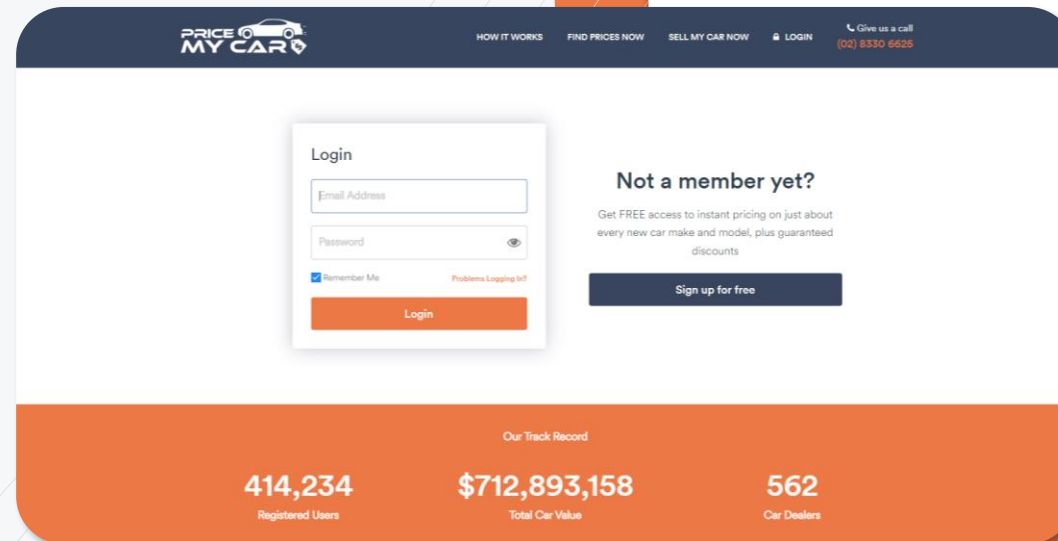 PRICE
MY CAR
HOW IT WORKS
FIND PRICES NOW
SELL MY CAR NOW
LOGIN
Give us a call
(02) 8330 6625
Login
Email Address
Password
Remember Me
Problems Logging In?
Login
Not a member yet?
Get FREE access to instant pricing on just about
every new car make and model, plus guaranteed
discounts
Sign up for free
Our Track Record
414,234
Registered Users
$712,893,158
Total Car Value
562
Car Dealers